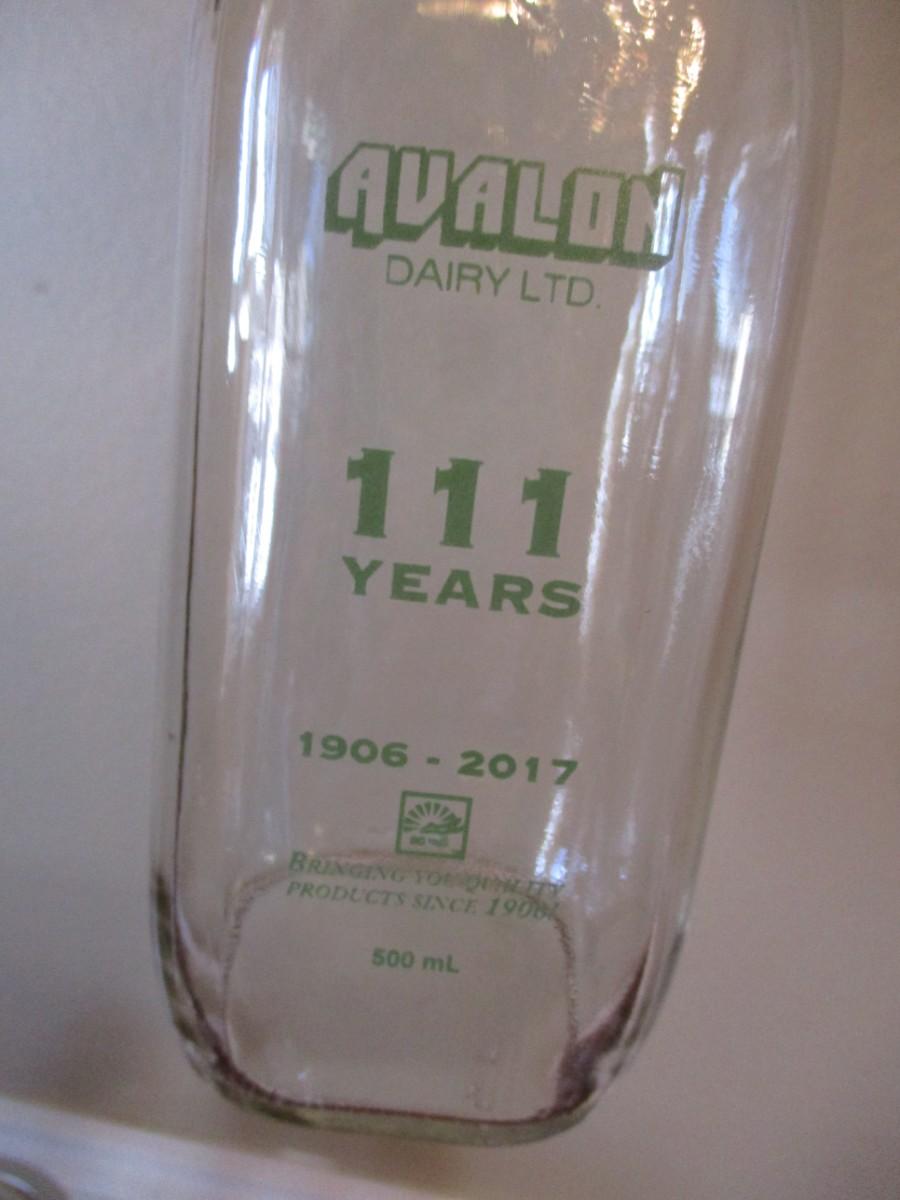 AVALON
DAIRY LTD.
111
YEARS
1906 - 2017
BRINGING YOU QUALITY
PRODUCTS SINCE 1906!
500 mL